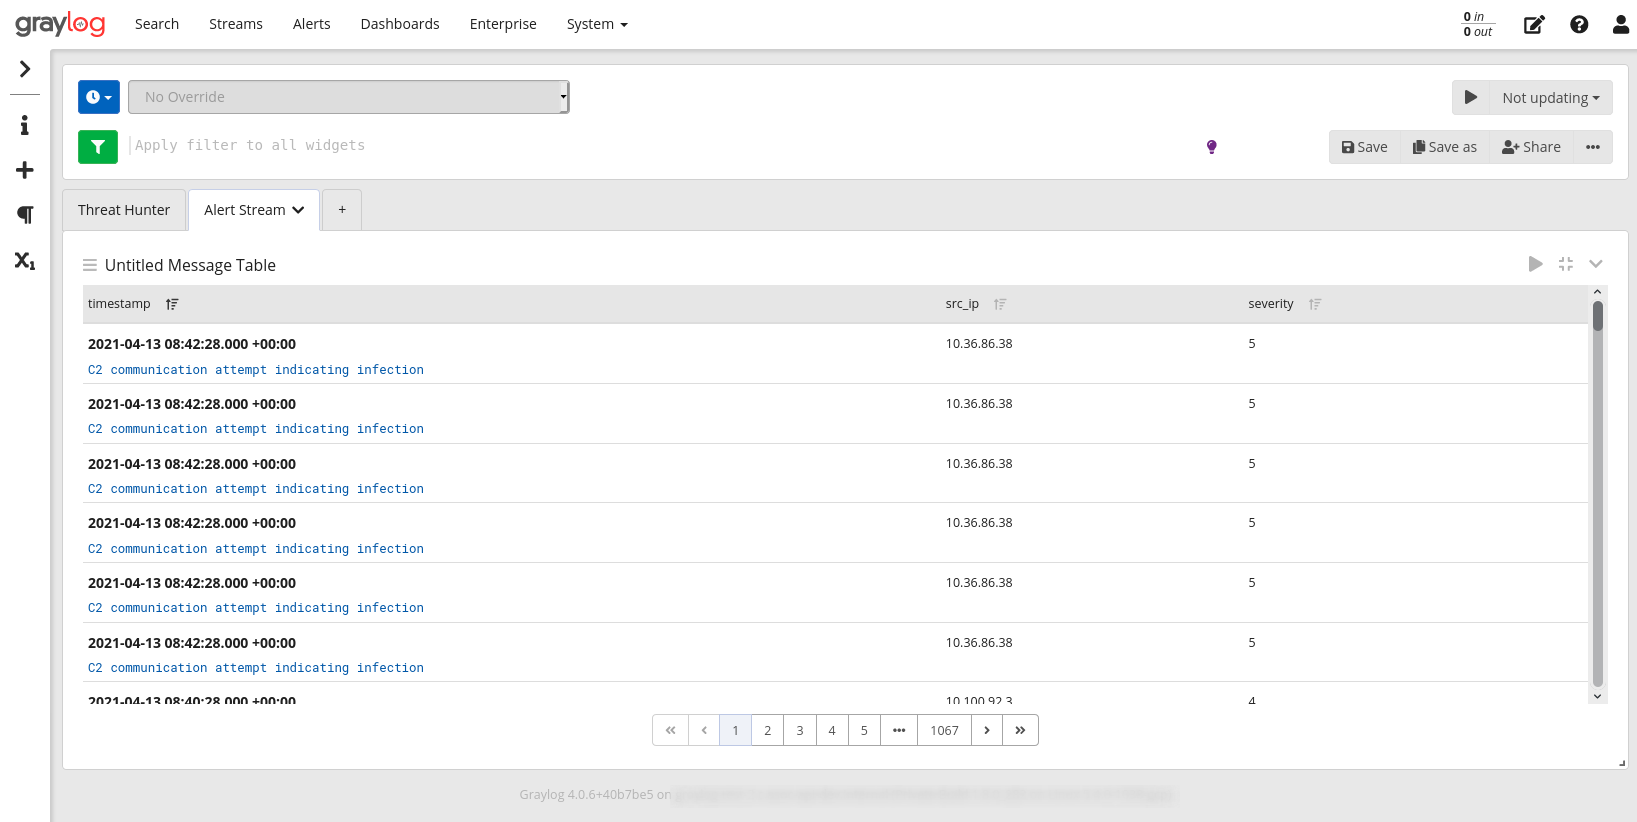 graylog Search Streams Alerts Dashboards Enterprise System 0 in
0 out
No Override Not updating
Apply filter to all widgets Save Save as Share
Threat Hunter Alert Stream +
Untitled Message Table
timestamp src_ip severity
2021-04-13 08:42:28.000 +00:00 10.36.86.38 5
C2 communication attempt indicating infection
2021-04-13 08:42:28.000 +00:00 10.36.86.38 5
C2 communication attempt indicating infection
2021-04-13 08:42:28.000 +00:00 10.36.86.38 5
C2 communication attempt indicating infection
2021-04-13 08:42:28.000 +00:00 10.36.86.38 5
C2 communication attempt indicating infection
2021-04-13 08:42:28.000 +00:00 10.36.86.38 5
C2 communication attempt indicating infection
2021-04-13 08:42:28.000 +00:00 10.36.86.38 5
C2 communication attempt indicating infection
2021-04-13 08:40:28.000 +00:00 10.100.92.3 4
« ‹ 1 2 3 4 5 ••• 1067 › »
Graylog 4.0.6+40b7be5 on